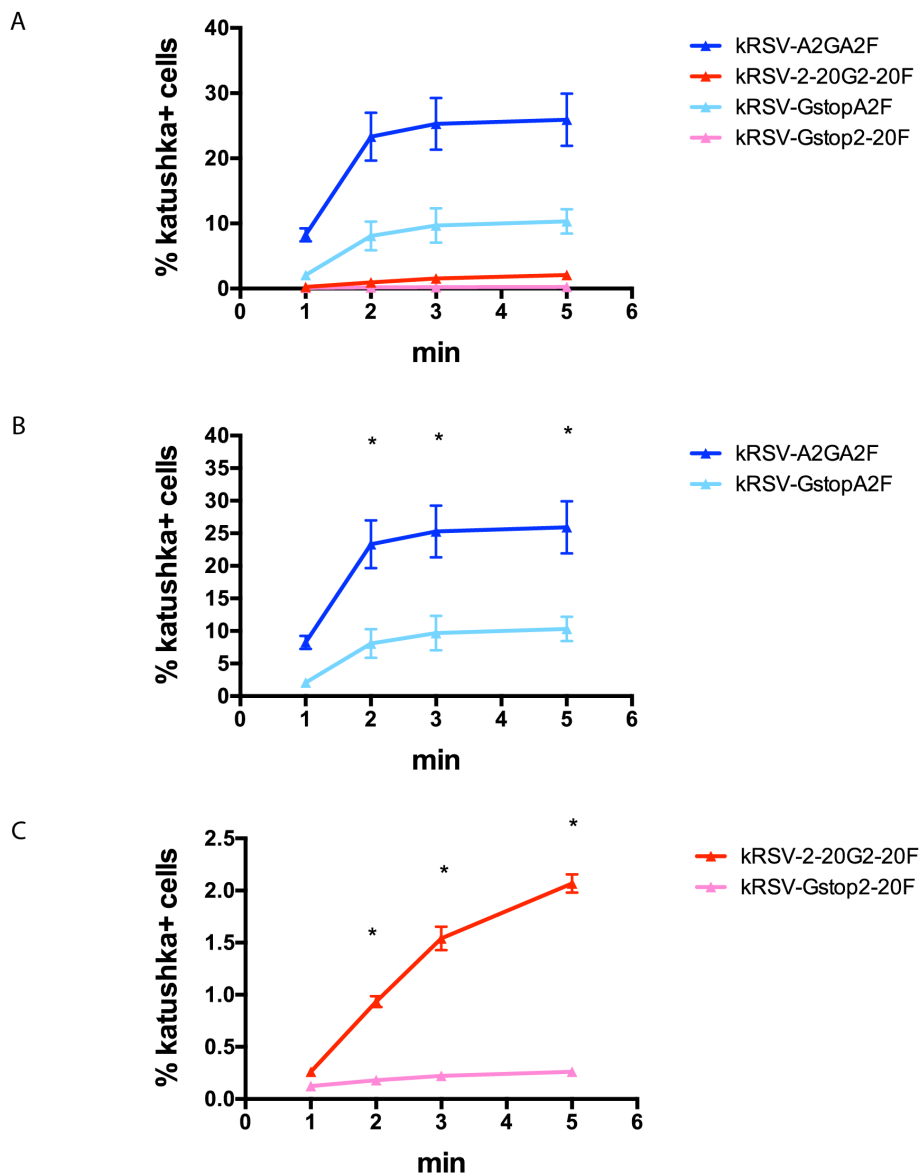 A
% katushka+ cells
40
30
20
10
0
0 1 2 3 4 5 6
min
kRSV-A2GA2F
kRSV-2-20G2-20F
kRSV-GstopA2F
kRSV-Gstop2-20F
B
% katushka+ cells
40
35
30
25
20
15
10
5
0
* * *
0 1 2 3 4 5 6
min
kRSV-A2GA2F
kRSV-GstopA2F
C
% katushka+ cells
2.5
2.0
1.5
1.0
0.5
0.0
* * *
0 1 2 3 4 5 6
min
kRSV-2-20G2-20F
kRSV-Gstop2-20F